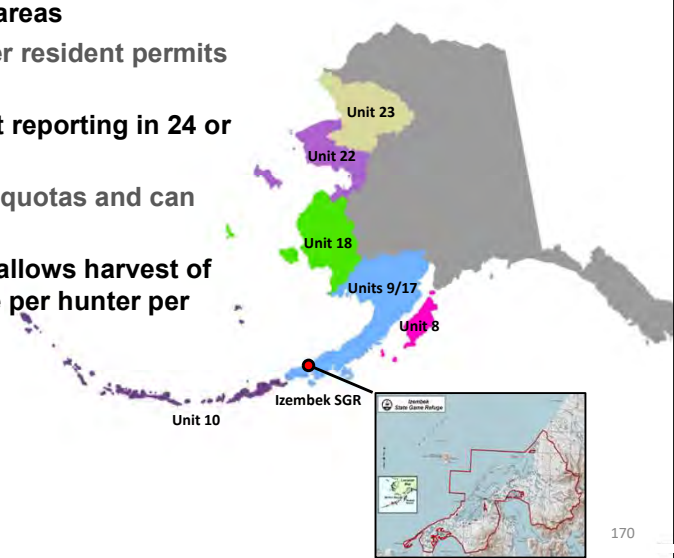 areas
er resident permits
t reporting in 24 or
quotas and can
allows harvest of
per hunter per
Unit 23
Unit 22
Unit 18
Units 9/17
Unit 8
Izembek SGR
Unit 10
Izembek
State Game Refuge
170